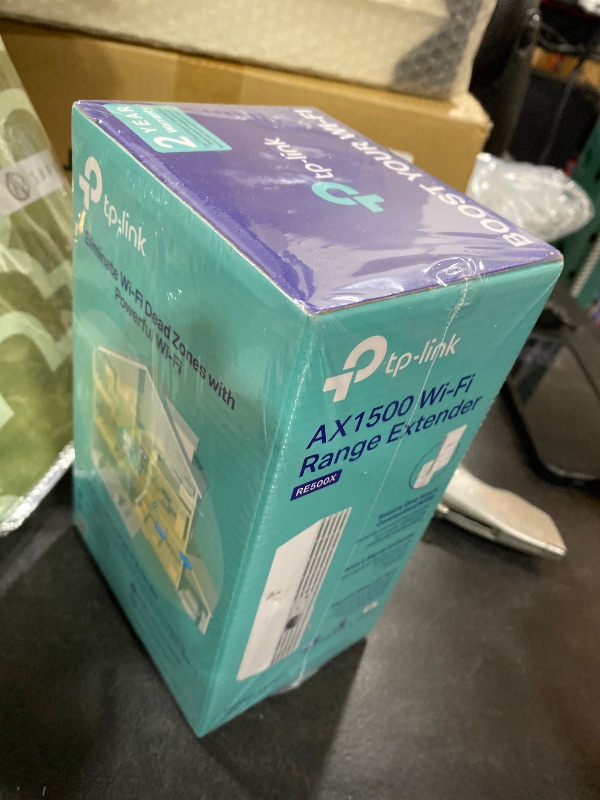 2 YEAR
Warranty
tp-link
BOOST YOUR Wi-Fi
tp-link
Eliminate Wi-Fi Dead Zones with
Powerful Wi-Fi
tp-link
AX1500 Wi-Fi
Range Extender
RE500X